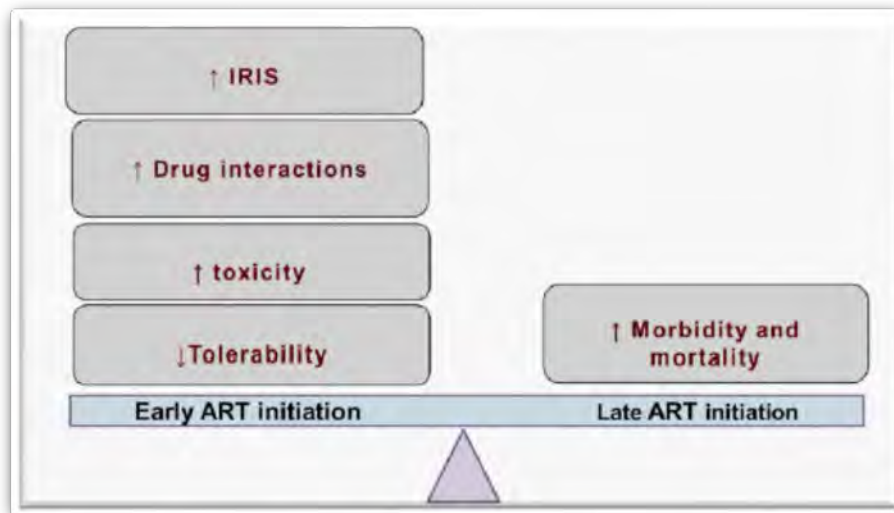 ↑ IRIS
↑ Drug interactions
↑ toxicity
↓Tolerability
↑ Morbidity and
mortality
Early ART initiation
Late ART initiation